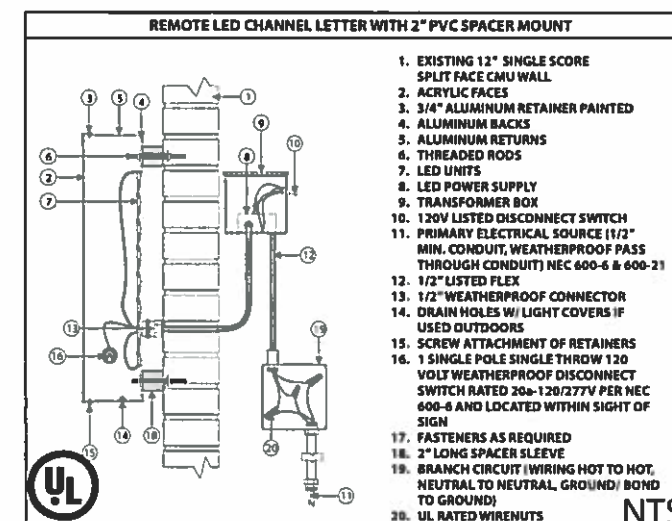 REMOTE LED CHANNEL LETTER WITH 2" PVC SPACER MOUNT
1. EXISTING 12" SINGLE SCORE
SPLIT FACE CMU WALL
2. ACRYLIC FACES
3. 3/4" ALUMINUM RETAINER PAINTED
4. ALUMINUM BACKS
5. ALUMINUM RETURNS
6. THREADED RODS
7. LED UNITS
8. LED POWER SUPPLY
9. TRANSFORMER BOX
10. 120V LISTED DISCONNECT SWITCH
11. PRIMARY ELECTRICAL SOURCE (1/2"
MIN. CONDUIT, WEATHERPROOF PASS
THROUGH CONDUIT) NEC 600-6 & 600-21
12. 1/2" LISTED FLEX
13. 1/2" WEATHERPROOF CONNECTOR
14. DRAIN HOLES W/ LIGHT COVERS IF
USED OUTDOORS
15. SCREW ATTACHMENT OF RETAINERS
16. 1 SINGLE POLE SINGLE THROW 120
VOLT WEATHERPROOF DISCONNECT
SWITCH RATED 20a-120/277V PER NEC
600-6 AND LOCATED WITHIN SIGHT OF
SIGN
17. FASTENERS AS REQUIRED
18. 2" LONG SPACER SLEEVE
19. BRANCH CIRCUIT (WIRING HOT TO HOT,
NEUTRAL TO NEUTRAL, GROUND/ BOND
TO GROUND)
20. UL RATED WIRENUTS
NTS
3
5
4
1
6
2
7
8
9
10
12
13
16
19
15
14
18
20
11
UL